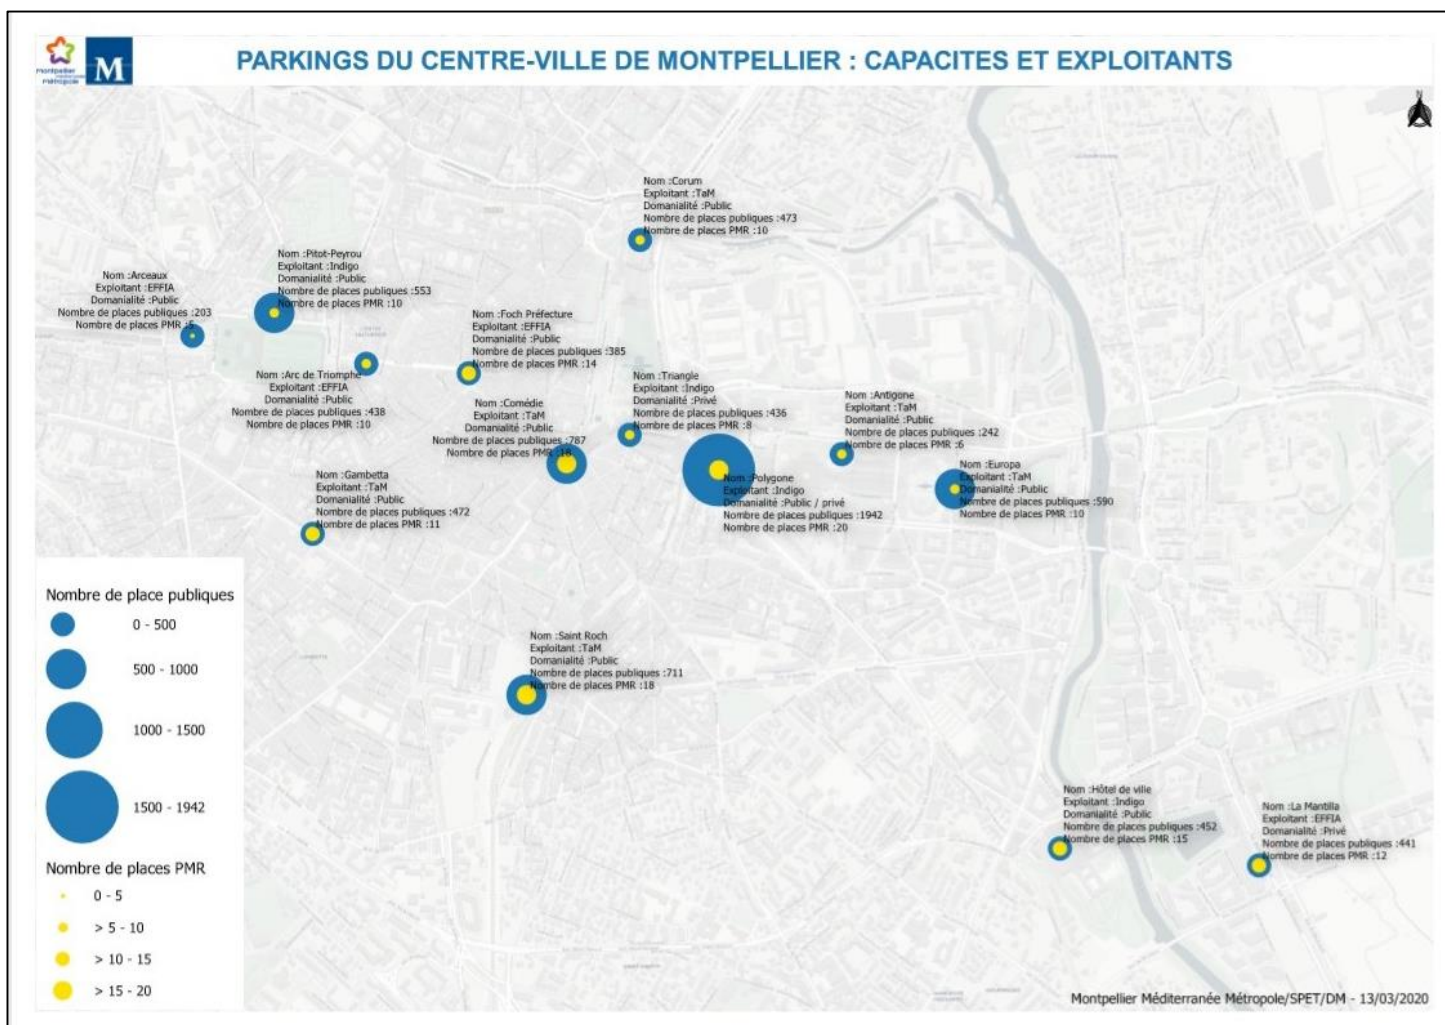 montpellier
Méditerranée
métropole
M
PARKINGS DU CENTRE-VILLE DE MONTPELLIER : CAPACITES ET EXPLOITANTS
N
Nom :Corum
Exploitant :TaM
Domanialité :Public
Nombre de places publiques :473
Nombre de places PMR :10
Nom :Pitot-Peyrou
Exploitant :Indigo
Domanialité :Public
Nombre de places publiques :553
Nombre de places PMR :10
Nom :Arceaux
Exploitant :EFFIA
Domanialité :Public
Nombre de places publiques :203
Nombre de places PMR :5
Nom :Foch Préfecture
Exploitant :EFFIA
Domanialité :Public
Nombre de places publiques :385
Nombre de places PMR :14
Nom :Arc de Triomphe
Exploitant :EFFIA
Domanialité :Public
Nombre de places publiques :438
Nombre de places PMR :10
Nom :Triangle
Exploitant :Indigo
Domanialité :Privé
Nombre de places publiques :436
Nombre de places PMR :8
Nom :Comédie
Exploitant :TaM
Domanialité :Public
Nombre de places publiques :787
Nombre de places PMR :18
Nom :Antigone
Exploitant :TaM
Domanialité :Public
Nombre de places publiques :242
Nombre de places PMR :6
Nom :Europa
Exploitant :TaM
Domanialité :Public
Nombre de places publiques :590
Nombre de places PMR :10
Nom :Polygone
Exploitant :Indigo
Domanialité :Public / privé
Nombre de places publiques :1942
Nombre de places PMR :20
Nom :Gambetta
Exploitant :TaM
Domanialité :Public
Nombre de places publiques :472
Nombre de places PMR :11
Nom :Saint Roch
Exploitant :TaM
Domanialité :Public
Nombre de places publiques :711
Nombre de places PMR :18
Nom :Hôtel de ville
Exploitant :Indigo
Domanialité :Public
Nombre de places publiques :452
Nombre de places PMR :15
Nom :La Mantilla
Exploitant :EFFIA
Domanialité :Privé
Nombre de places publiques :441
Nombre de places PMR :12
Nombre de place publiques
0 - 500
500 - 1000
1000 - 1500
1500 - 1942
Nombre de places PMR
0 - 5
> 5 - 10
> 10 - 15
> 15 - 20
Montpellier Méditerranée Métropole/SPET/DM - 13/03/2020